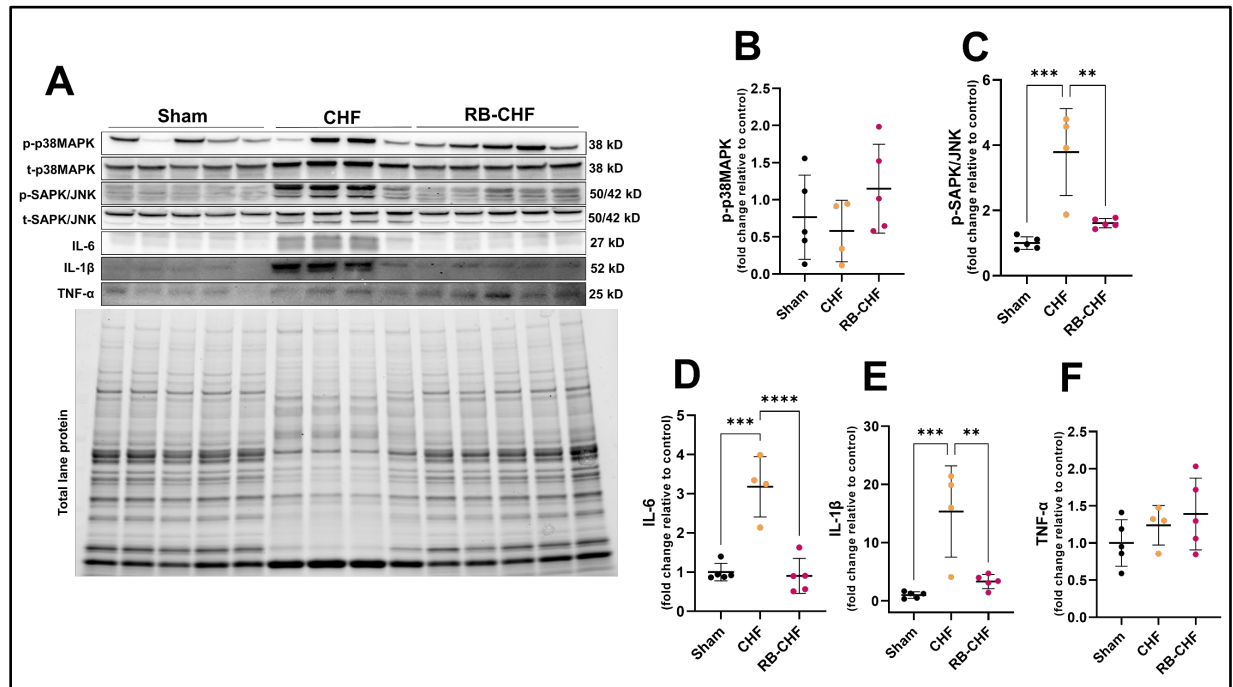 A
Sham CHF RB-CHF
p-p38MAPK 38 kD
t-p38MAPK 38 kD
p-SAPK/JNK 50/42 kD
t-SAPK/JNK 50/42 kD
IL-6 27 kD
IL-1β 52 kD
TNF-α 25 kD
Total lane protein
B
p-p38MAPK
(fold change relative to control)
2.5
2.0
1.5
1.0
0.5
0.0
Sham
CHF
RB-CHF
C
p-SAPK/JNK
(fold change relative to control)
*** **
6
4
2
0
Sham
CHF
RB-CHF
D
IL-6
(fold change relative to control)
****
***
5
4
3
2
1
0
Sham
CHF
RB-CHF
E
IL-1β
(fold change relative to control)
*** **
30
20
10
0
Sham
CHF
RB-CHF
F
TNF-α
(fold change relative to control)
2.5
2.0
1.5
1.0
0.5
0.0
Sham
CHF
RB-CHF